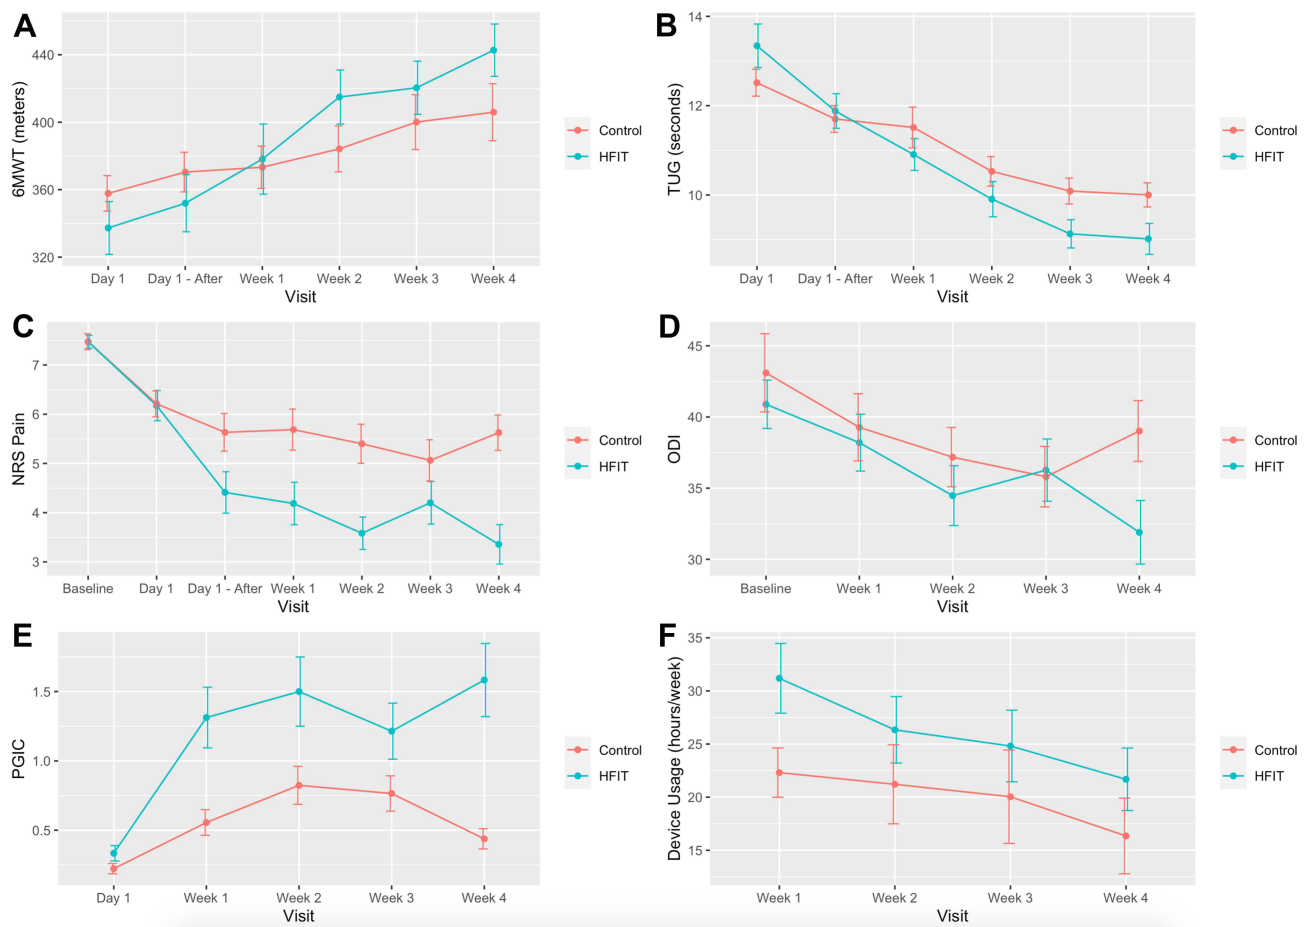 A
6MWT (meters)
440
400
360
320
Day 1 Day 1 - After Week 1 Week 2 Week 3 Week 4
Visit
Control
HFIT
B
TUG (seconds)
14
12
10
Day 1 Day 1 - After Week 1 Week 2 Week 3 Week 4
Visit
Control
HFIT
C
NRS Pain
7
6
5
4
3
Baseline Day 1 Day 1 - After Week 1 Week 2 Week 3 Week 4
Visit
Control
HFIT
D
ODI
45
40
35
30
Baseline Week 1 Week 2 Week 3 Week 4
Visit
Control
HFIT
E
PGIC
1.5
1.0
0.5
Day 1 Week 1 Week 2 Week 3 Week 4
Visit
Control
HFIT
F
Device Usage (hours/week)
35
30
25
20
15
Week 1 Week 2 Week 3 Week 4
Visit
Control
HFIT